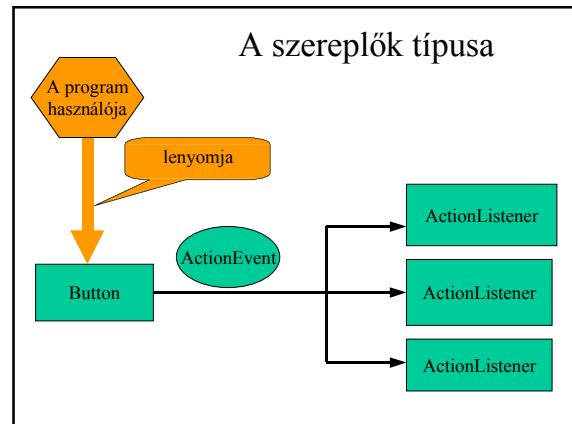 A szereplők típusa
A program
használója
lenyomja
ActionEvent
Button
ActionListener
ActionListener
ActionListener